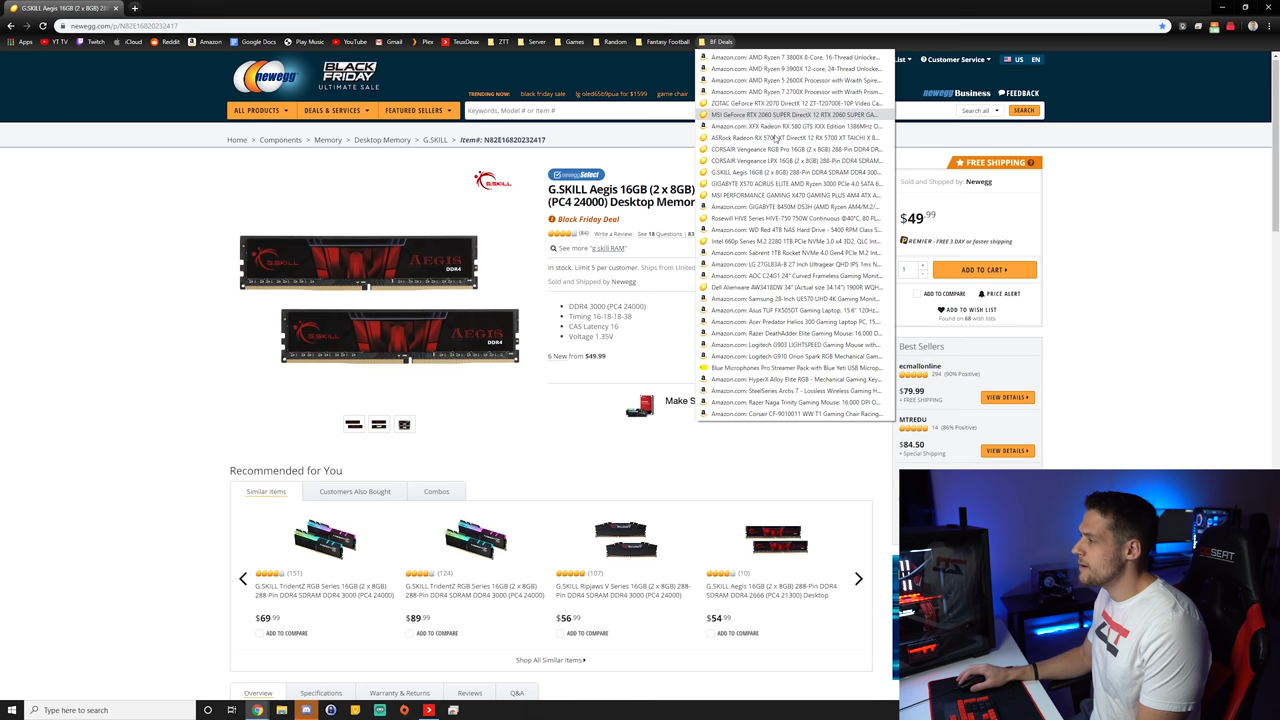 G.SKILL Aegis 16GB (2 x 8GB) 288
newegg.com/p/N82E16820232417
Apps
YT TV
Twitch
iCloud
Reddit
Amazon
Google Docs
Play Music
YouTube
Gmail
Plex
TeuxDeux
ZTT
Server
Games
Random
Fantasy Football
BF Deals
newegg
BLACK
FRIDAY
ULTIMATE SALE
TRENDING NOW:
black friday sale
lg oled65b9pua for $1599
game chair
List
Customer Service
US
EN
newegg Business
FEEDBACK
ALL PRODUCTS
DEALS & SERVICES
FEATURED SELLERS
Keywords, Model # or Item #
Search all
SEARCH
Home > Components > Memory > Desktop Memory > G.SKILL > Item#: N82E16820232417
Amazon.com: AMD Ryzen 7 3800X 8-Core, 16-Thread Unlocke...
Amazon.com: AMD Ryzen 9 3900X 12-core, 24-Thread Unlocke...
Amazon.com: AMD Ryzen 5 2600X Processor with Wraith Spire...
Amazon.com: AMD Ryzen 7 2700X Processor with Wraith Prism...
ZOTAC GeForce RTX 2070 DirectX 12 ZT-T20700E-10P Video Ca...
MSI GeForce RTX 2060 SUPER DirectX 12 RTX 2060 SUPER GA...
Amazon.com: XFX Radeon RX 580 GTS XXX Edition 1386MHz O...
ASRock Radeon RX 5700 XT DirectX 12 RX 5700 XT TAICHI X 8...
CORSAIR Vengeance RGB Pro 16GB (2 x 8GB) 288-Pin DDR4 DR...
CORSAIR Vengeance LPX 16GB (2 x 8GB) 288-Pin DDR4 SDRAM...
G.SKILL Aegis 16GB (2 x 8GB) 288-Pin DDR4 SDRAM DDR4 300...
GIGABYTE X570 AORUS ELITE AMD Ryzen 3000 PCIe 4.0 SATA 6...
MSI PERFORMANCE GAMING X470 GAMING PLUS AM4 ATX A...
Amazon.com: GIGABYTE B450M DS3H (AMD Ryzen AM4/M.2/...
Rosewill HIVE Series HIVE-750 750W Continuous @40°C, 80 PL...
Amazon.com: WD Red 4TB NAS Hard Drive - 5400 RPM Class S...
Intel 660p Series M.2 2280 1TB PCIe NVMe 3.0 x4 3D2, QLC Int...
Amazon.com: Sabrent 1TB Rocket NVMe 4.0 Gen4 PCIe M.2 Int...
Amazon.com: LG 27GL83A-B 27 Inch Ultragear QHD IPS 1ms N...
Amazon.com: AOC C24G1 24" Curved Frameless Gaming Monit...
Dell Alienware AW3418DW 34" (Actual size 34.14") 1900R WQH...
Amazon.com: Samsung 28-Inch UE570 UHD 4K Gaming Monit...
Amazon.com: Asus TUF FX505DT Gaming Laptop, 15.6" 120Hz...
Amazon.com: Acer Predator Helios 300 Gaming Laptop PC, 15....
Amazon.com: Razer DeathAdder Elite Gaming Mouse: 16,000 D...
Amazon.com: Logitech G903 LIGHTSPEED Gaming Mouse with...
Amazon.com: Logitech G910 Orion Spark RGB Mechanical Gam...
Blue Microphones Pro Streamer Pack with Blue Yeti USB Microp...
Amazon.com: HyperX Alloy Elite RGB - Mechanical Gaming Key...
Amazon.com: SteelSeries Arctis 7 - Lossless Wireless Gaming H...
Amazon.com: Razer Naga Trinity Gaming Mouse: 16,000 DPI O...
Amazon.com: Corsair CF-9010011 WW T1 Gaming Chair Racing...
neweggSelect
G.SKILL
G.SKILL Aegis 16GB (2 x 8GB)
(PC4 24000) Desktop Memor
Black Friday Deal
(84) Write a Review See 18 Questions | 83
See more "g skill RAM"
In stock. Limit 5 per customer. Ships from United
Sold and Shipped by: Newegg
DDR4 3000 (PC4 24000)
Timing 16-18-18-38
CAS Latency 16
Voltage 1.35V
6 New from $49.99
Make S
G.SKILL
AEGIS
DDR4
G.SKILL
AEGIS
DDR4
FREE SHIPPING
Sold and Shipped by: Newegg
$49.99
PREMIER - FREE 3 DAY or faster shipping
1
ADD TO CART
ADD TO COMPARE
PRICE ALERT
ADD TO WISH LIST
Found on 68 wish lists
Best Sellers
ecmallonline
294 (90% Positive)
$79.99
+ FREE SHIPPING
VIEW DETAILS
MTREDU
14 (86% Positive)
$84.50
+ Special Shipping
VIEW DETAILS
Recommended for You
Similar Items
Customers Also Bought
Combos
(151)
G.SKILL TridentZ RGB Series 16GB (2 x 8GB)
288-Pin DDR4 SDRAM DDR4 3000 (PC4 24000)
$69.99
ADD TO COMPARE
(124)
G.SKILL TridentZ RGB Series 16GB (2 x 8GB)
288-Pin DDR4 SDRAM DDR4 3000 (PC4 24000)
$89.99
ADD TO COMPARE
(107)
G.SKILL Ripjaws V Series 16GB (2 x 8GB) 288-
Pin DDR4 SDRAM DDR4 3000 (PC4 24000)
$56.99
ADD TO COMPARE
(10)
G.SKILL Aegis 16GB (2 x 8GB) 288-Pin DDR4
SDRAM DDR4 2666 (PC4 21300) Desktop
$54.99
ADD TO COMPARE
Shop All Similar Items
Overview
Specifications
Warranty & Returns
Reviews
Q&A
SEAT
Type here to search